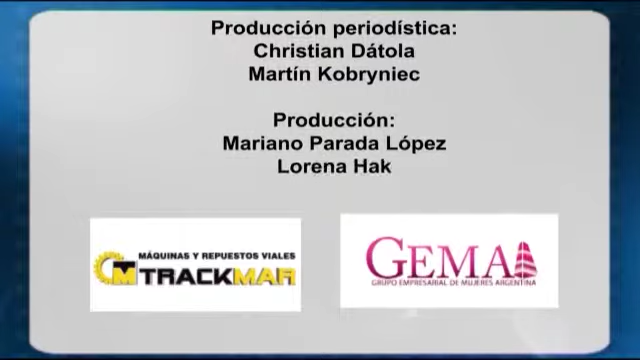 Producción periodística:
Christian Dátola
Martín Kobryniec
Producción:
Mariano Parada López
Lorena Hak
MÁQUINAS Y REPUESTOS VIALES
TRACKMAR
GEMA
GRUPO EMPRESARIAL DE MUJERES ARGENTINA